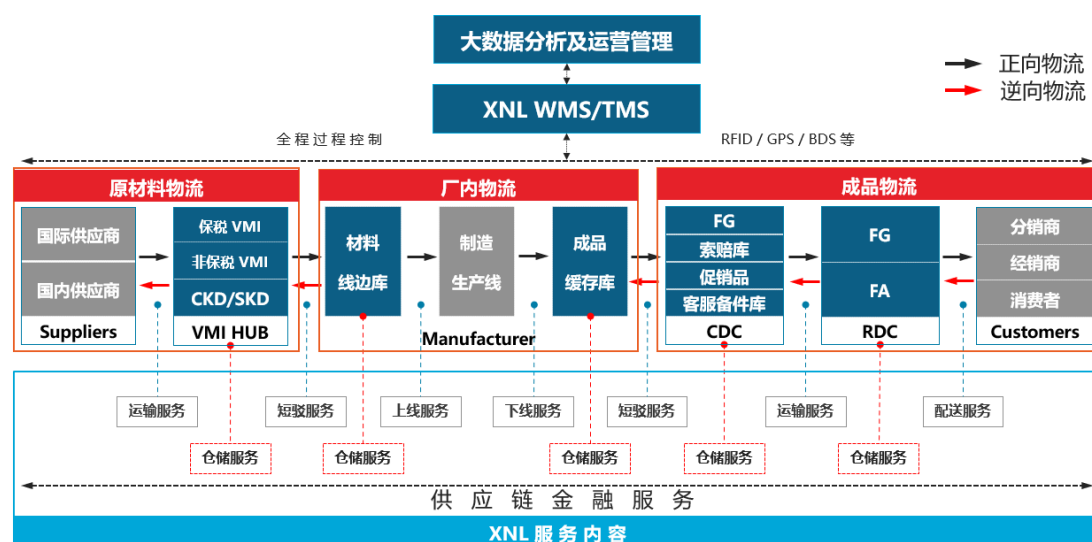 大数据分析及运营管理
XNL WMS/TMS
正向物流
逆向物流
全程过程控制
RFID / GPS / BDS 等
原材料物流
厂内物流
成品物流
国际供应商
国内供应商
Suppliers
保税 VMI
非保税 VMI
CKD/SKD
VMI HUB
材料
线边库
制造
生产线
成品
缓存库
Manufacturer
FG
索赔库
促销品
客服备件库
CDC
FG
FA
RDC
分销商
经销商
消费者
Customers
运输服务
短驳服务
上线服务
下线服务
短驳服务
运输服务
配送服务
仓储服务
仓储服务
仓储服务
仓储服务
仓储服务
供应链金融服务
XNL 服务内容